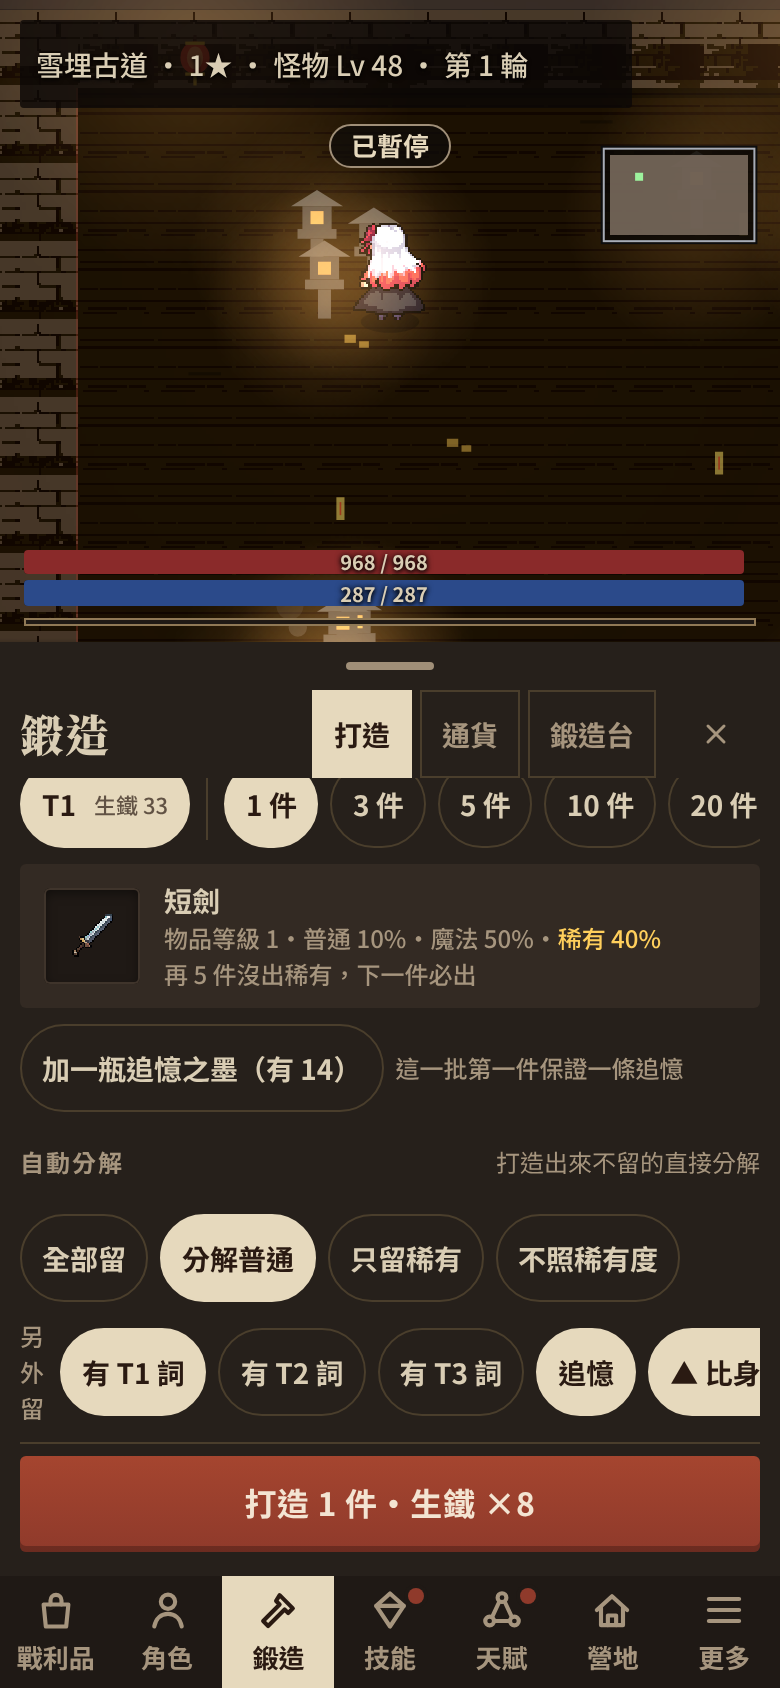 雪埋古道 • 1★ • 怪物 Lv 48 • 第 1 輪
已暫停
968 / 968
287 / 287
鍛造
打造
通貨
鍛造台
×
T1 生鐵 33
1 件
3 件
5 件
10 件
20 件
短劍
物品等級 1・普通 10%・魔法 50%・稀有 40%
再 5 件沒出稀有，下一件必出
加一瓶追憶之墨（有 14）
這一批第一件保證一條追憶
自動分解
打造出來不留的直接分解
全部留
分解普通
只留稀有
不照稀有度
另外留
有 T1 詞
有 T2 詞
有 T3 詞
追憶
▲ 比身
打造 1 件・生鐵 ×8
戰利品
角色
鍛造
技能
天賦
營地
更多